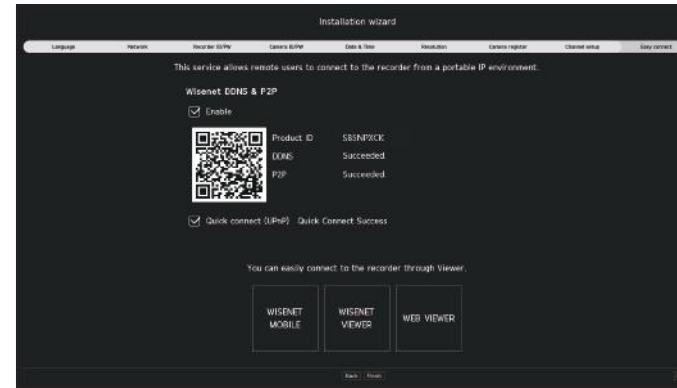 Installation wizard
Language Network Recorder ID/PW Camera ID/PW Date & Time Resolution Camera register Channel setup Easy connect
This service allows remote users to connect to the recorder from a portable IP environment.
Wisenet DDNS & P2P
Enable
Product ID
DDNS Succeeded
P2P Succeeded
Quick connect (UPnP) Quick Connect Success
You can easily connect to the recorder through Viewer.
WISENET MOBILE
WISENET VIEWER
WEB VIEWER
Back Finish